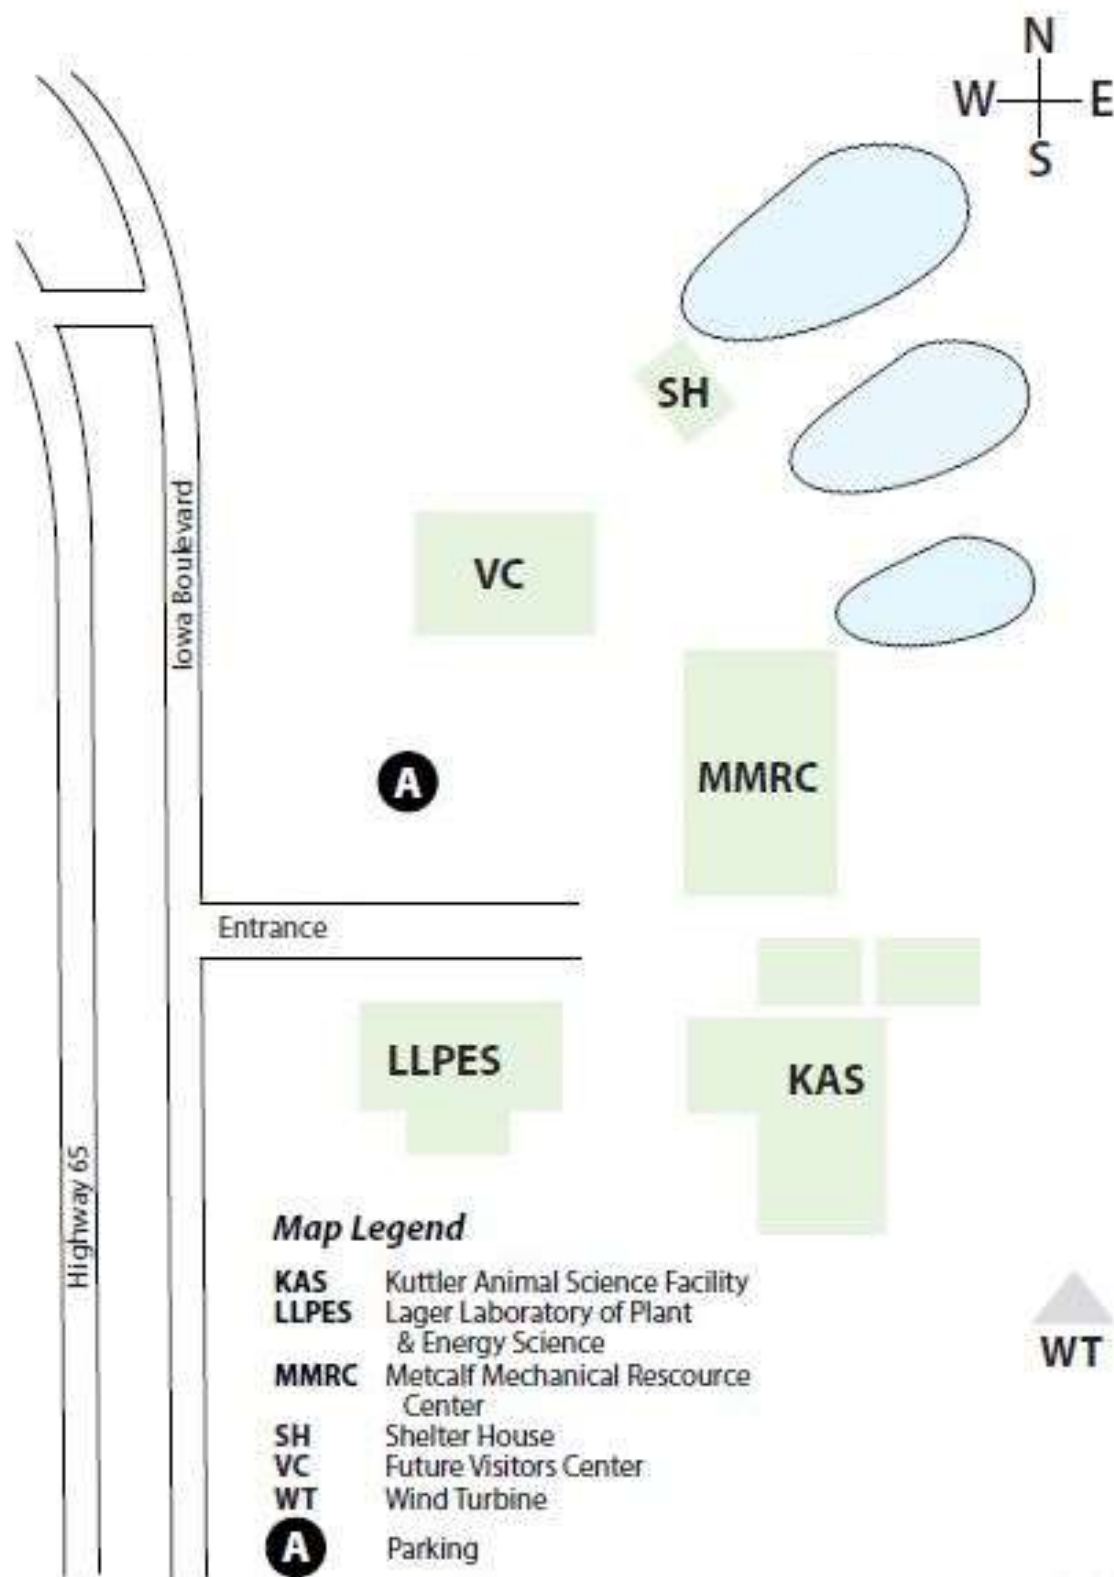 N
W E
S
SH
VC
Iowa Boulevard
A
MMRC
Entrance
LLPES
KAS
Highway 65
Map Legend
KAS Kuttler Animal Science Facility
LLPES Lager Laboratory of Plant
& Energy Science
MMRC Metcalf Mechanical Rescource
Center
SH Shelter House
VC Future Visitors Center
WT Wind Turbine
A Parking
WT